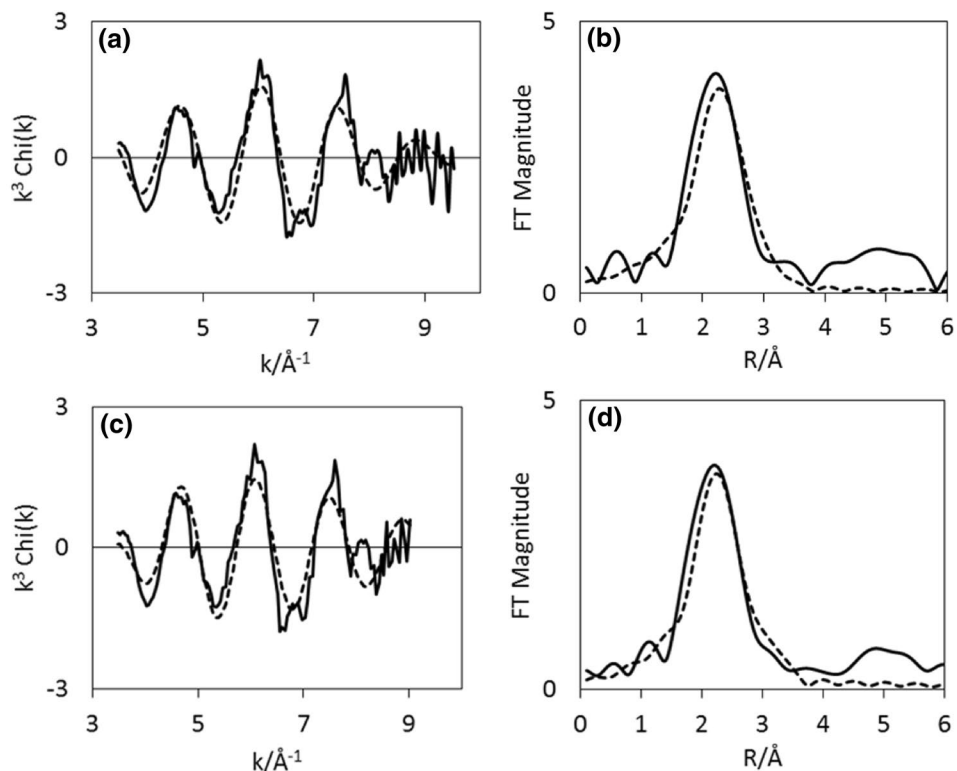 (a)
3
0
-3
k³ Chi(k)
3 5 7 9
k/Å⁻¹
(b)
5
0
FT Magnitude
0 1 2 3 4 5 6
R/Å
(c)
3
0
-3
k³ Chi(k)
3 5 7 9
k/Å⁻¹
(d)
5
0
FT Magnitude
0 1 2 3 4 5 6
R/Å